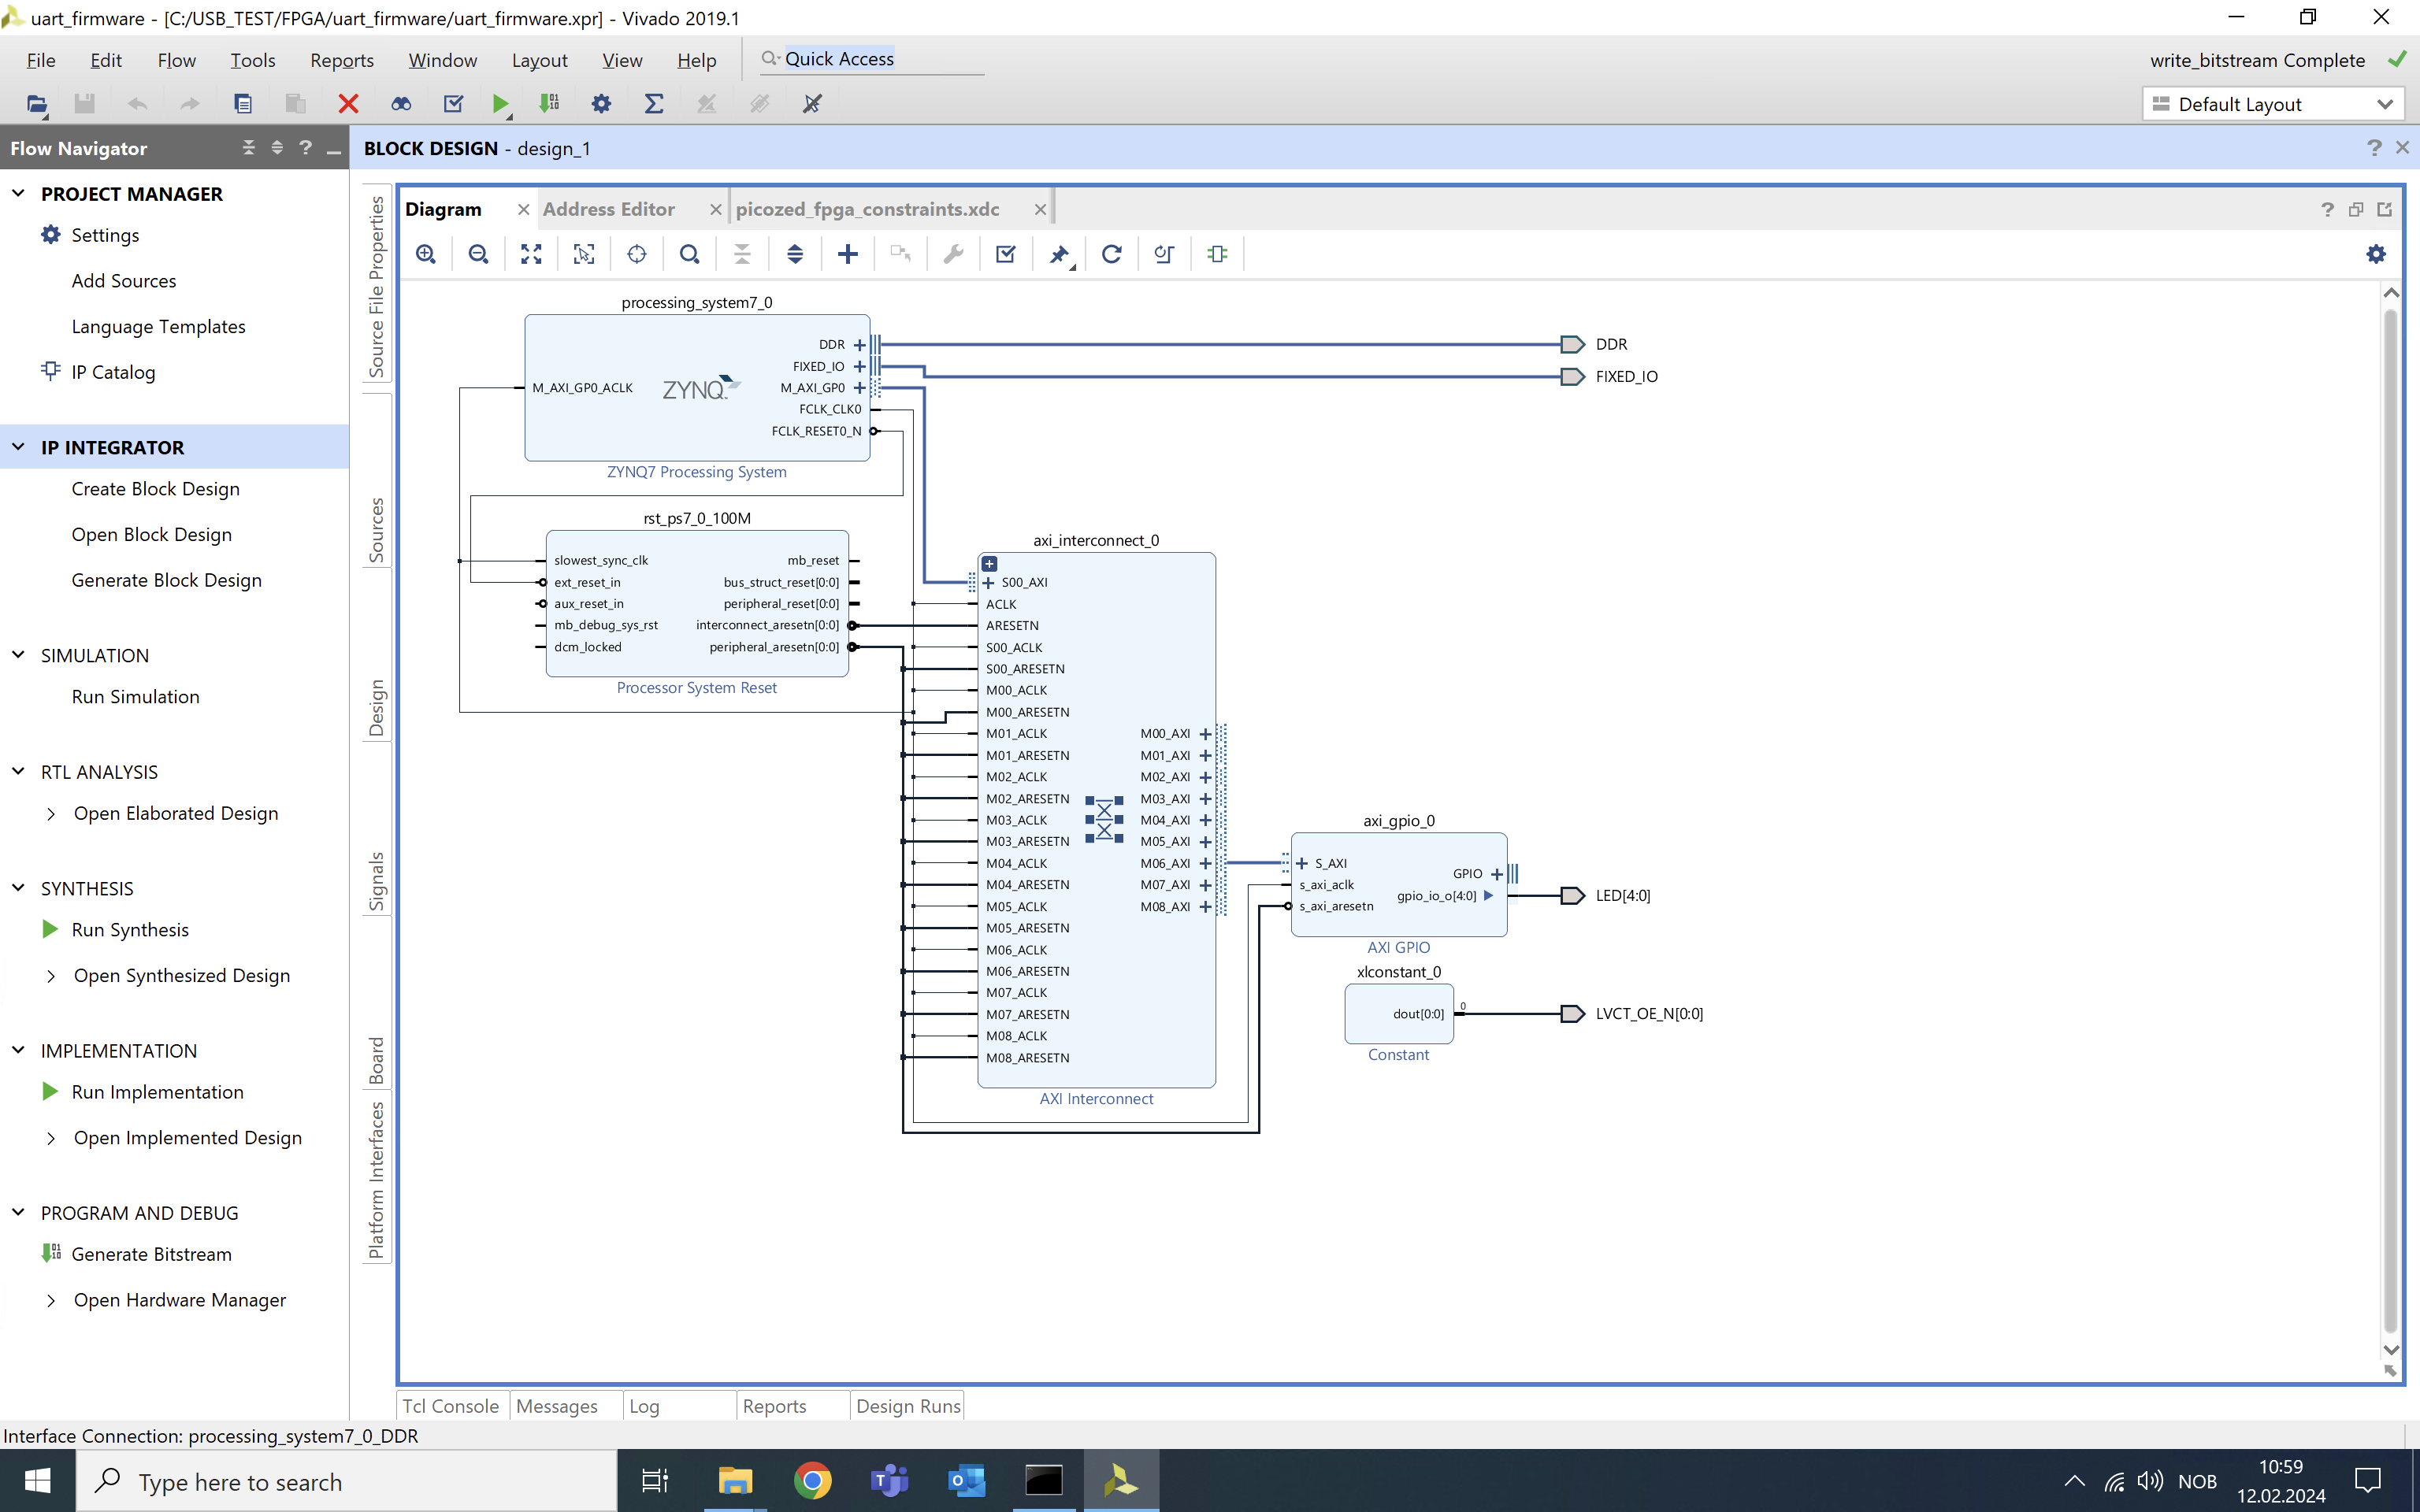 uart_firmware - [C:/USB_TEST/FPGA/uart_firmware/uart_firmware.xpr] - Vivado 2019.1
File Edit Flow Tools Reports Window Layout View Help Quick Access
write_bitstream Complete
Default Layout
Flow Navigator
PROJECT MANAGER
Settings
Add Sources
Language Templates
IP Catalog
IP INTEGRATOR
Create Block Design
Open Block Design
Generate Block Design
SIMULATION
Run Simulation
RTL ANALYSIS
Open Elaborated Design
SYNTHESIS
Run Synthesis
Open Synthesized Design
IMPLEMENTATION
Run Implementation
Open Implemented Design
PROGRAM AND DEBUG
Generate Bitstream
Open Hardware Manager
BLOCK DESIGN - design_1
Source File Properties
Sources
Design
Signals
Board
Platform Interfaces
Diagram
Address Editor
picozed_fpga_constraints.xdc
processing_system7_0
M_AXI_GP0_ACLK
ZYNQ
DDR
FIXED_IO
M_AXI_GP0
FCLK_CLK0
FCLK_RESET0_N
ZYNQ7 Processing System
DDR
FIXED_IO
rst_ps7_0_100M
slowest_sync_clk
ext_reset_in
aux_reset_in
mb_debug_sys_rst
dcm_locked
mb_reset
bus_struct_reset[0:0]
peripheral_reset[0:0]
interconnect_aresetn[0:0]
peripheral_aresetn[0:0]
Processor System Reset
axi_interconnect_0
S00_AXI
ACLK
ARESETN
S00_ACLK
S00_ARESETN
M00_ACLK
M00_ARESETN
M01_ACLK
M01_ARESETN
M02_ACLK
M02_ARESETN
M03_ACLK
M03_ARESETN
M04_ACLK
M04_ARESETN
M05_ACLK
M05_ARESETN
M06_ACLK
M06_ARESETN
M07_ACLK
M07_ARESETN
M08_ACLK
M08_ARESETN
M00_AXI
M01_AXI
M02_AXI
M03_AXI
M04_AXI
M05_AXI
M06_AXI
M07_AXI
M08_AXI
AXI Interconnect
axi_gpio_0
S_AXI
s_axi_aclk
s_axi_aresetn
GPIO
gpio_io_o[4:0]
AXI GPIO
LED[4:0]
xlconstant_0
dout[0:0]
0
Constant
LVCT_OE_N[0:0]
Tcl Console
Messages
Log
Reports
Design Runs
Interface Connection: processing_system7_0_DDR
Type here to search
NOB
10:59
12.02.2024